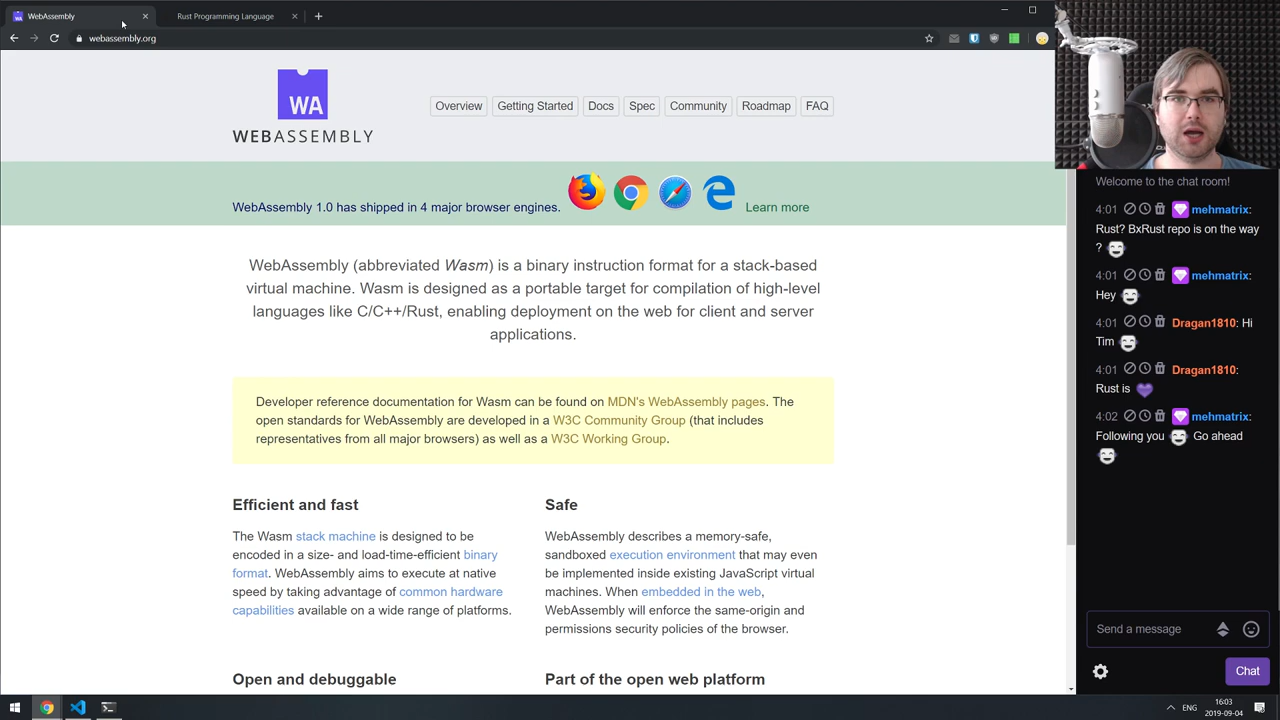 WebAssembly
Rust Programming Language
webassembly.org
WA
WEBASSEMBLY
Overview
Getting Started
Docs
Spec
Community
Roadmap
FAQ
WebAssembly 1.0 has shipped in 4 major browser engines.
Learn more
WebAssembly (abbreviated Wasm) is a binary instruction format for a stack-based
virtual machine. Wasm is designed as a portable target for compilation of high-level
languages like C/C++/Rust, enabling deployment on the web for client and server
applications.
Developer reference documentation for Wasm can be found on MDN's WebAssembly pages. The
open standards for WebAssembly are developed in a W3C Community Group (that includes
representatives from all major browsers) as well as a W3C Working Group.
Efficient and fast
The Wasm stack machine is designed to be
encoded in a size- and load-time-efficient binary
format. WebAssembly aims to execute at native
speed by taking advantage of common hardware
capabilities available on a wide range of platforms.
Safe
WebAssembly describes a memory-safe,
sandboxed execution environment that may even
be implemented inside existing JavaScript virtual
machines. When embedded in the web,
WebAssembly will enforce the same-origin and
permissions security policies of the browser.
Open and debuggable
Part of the open web platform
Welcome to the chat room!
4:01 mehmatrix:
Rust? BxRust repo is on the way
?
4:01 mehmatrix:
Hey
4:01 Dragan1810: Hi
Tim
4:01 Dragan1810:
Rust is
4:02 mehmatrix:
Following you Go ahead
Send a message
Chat
ENG
16:03
2019-09-04